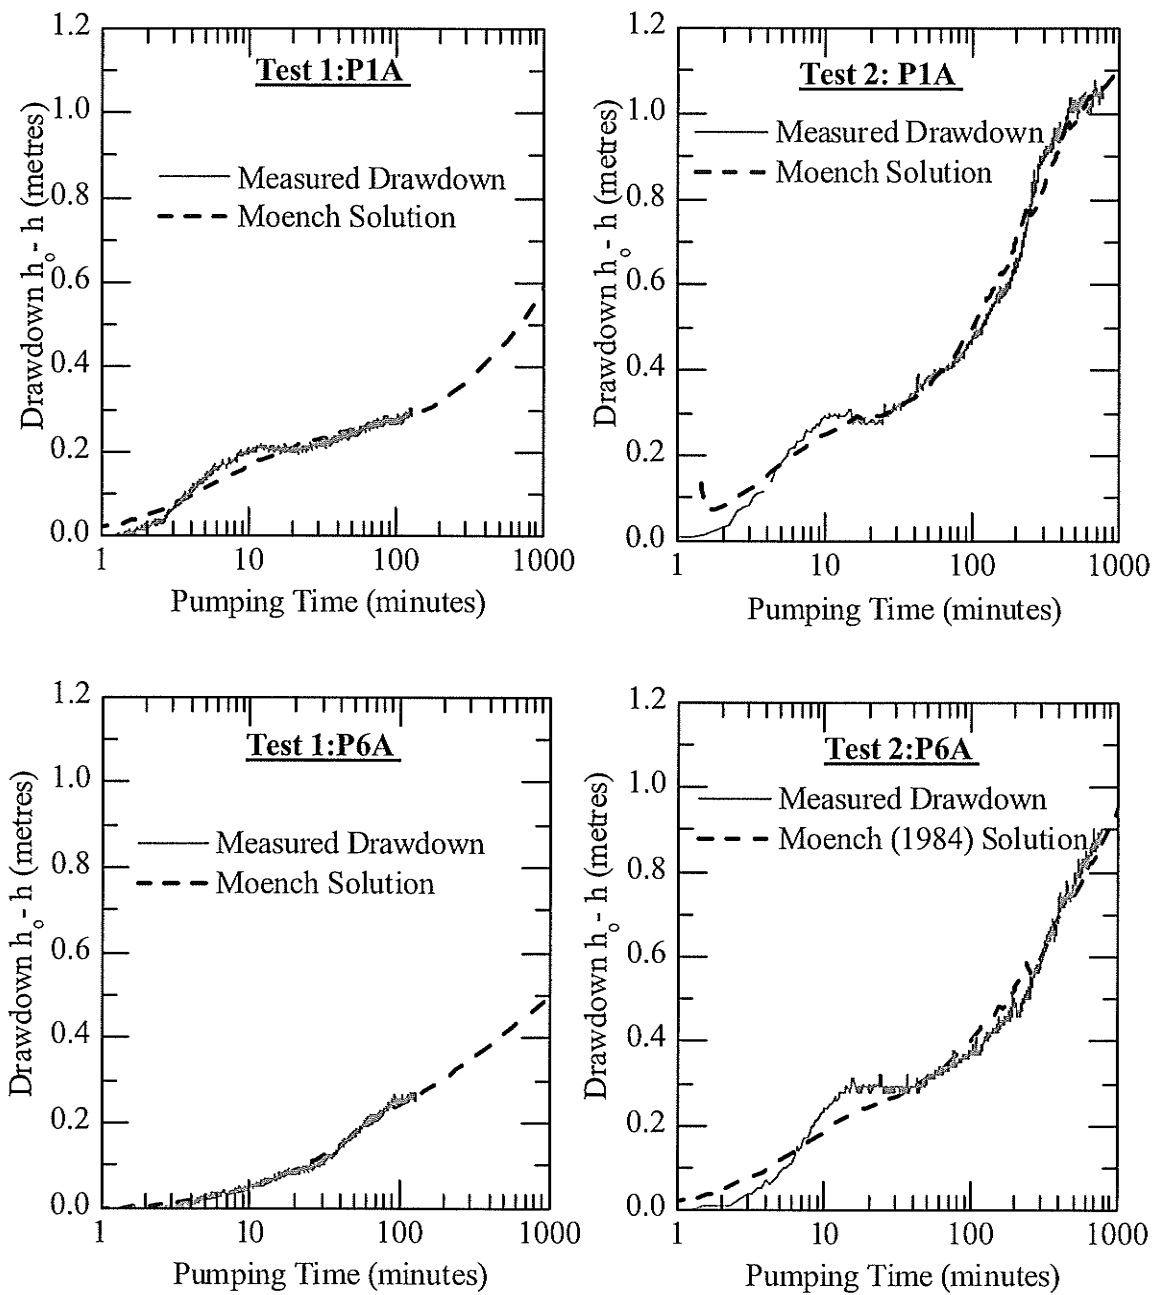 Test 1:P1A
Measured Drawdown
Moench Solution
Drawdown ho - h (metres)
1.2
1.0
0.8
0.6
0.4
0.2
0.0
1 10 100 1000
Pumping Time (minutes)
Test 2: P1A
Measured Drawdown
Moench Solution
Drawdown ho - h (metres)
1.2
1.0
0.8
0.6
0.4
0.2
0.0
1 10 100 1000
Pumping Time (minutes)
Test 1:P6A
Measured Drawdown
Moench Solution
Drawdown ho - h (metres)
1.2
1.0
0.8
0.6
0.4
0.2
0.0
1 10 100 1000
Pumping Time (minutes)
Test 2:P6A
Measured Drawdown
Moench (1984) Solution
Drawdown ho - h (metres)
1.2
1.0
0.8
0.6
0.4
0.2
0.0
1 10 100 1000
Pumping Time (minutes)